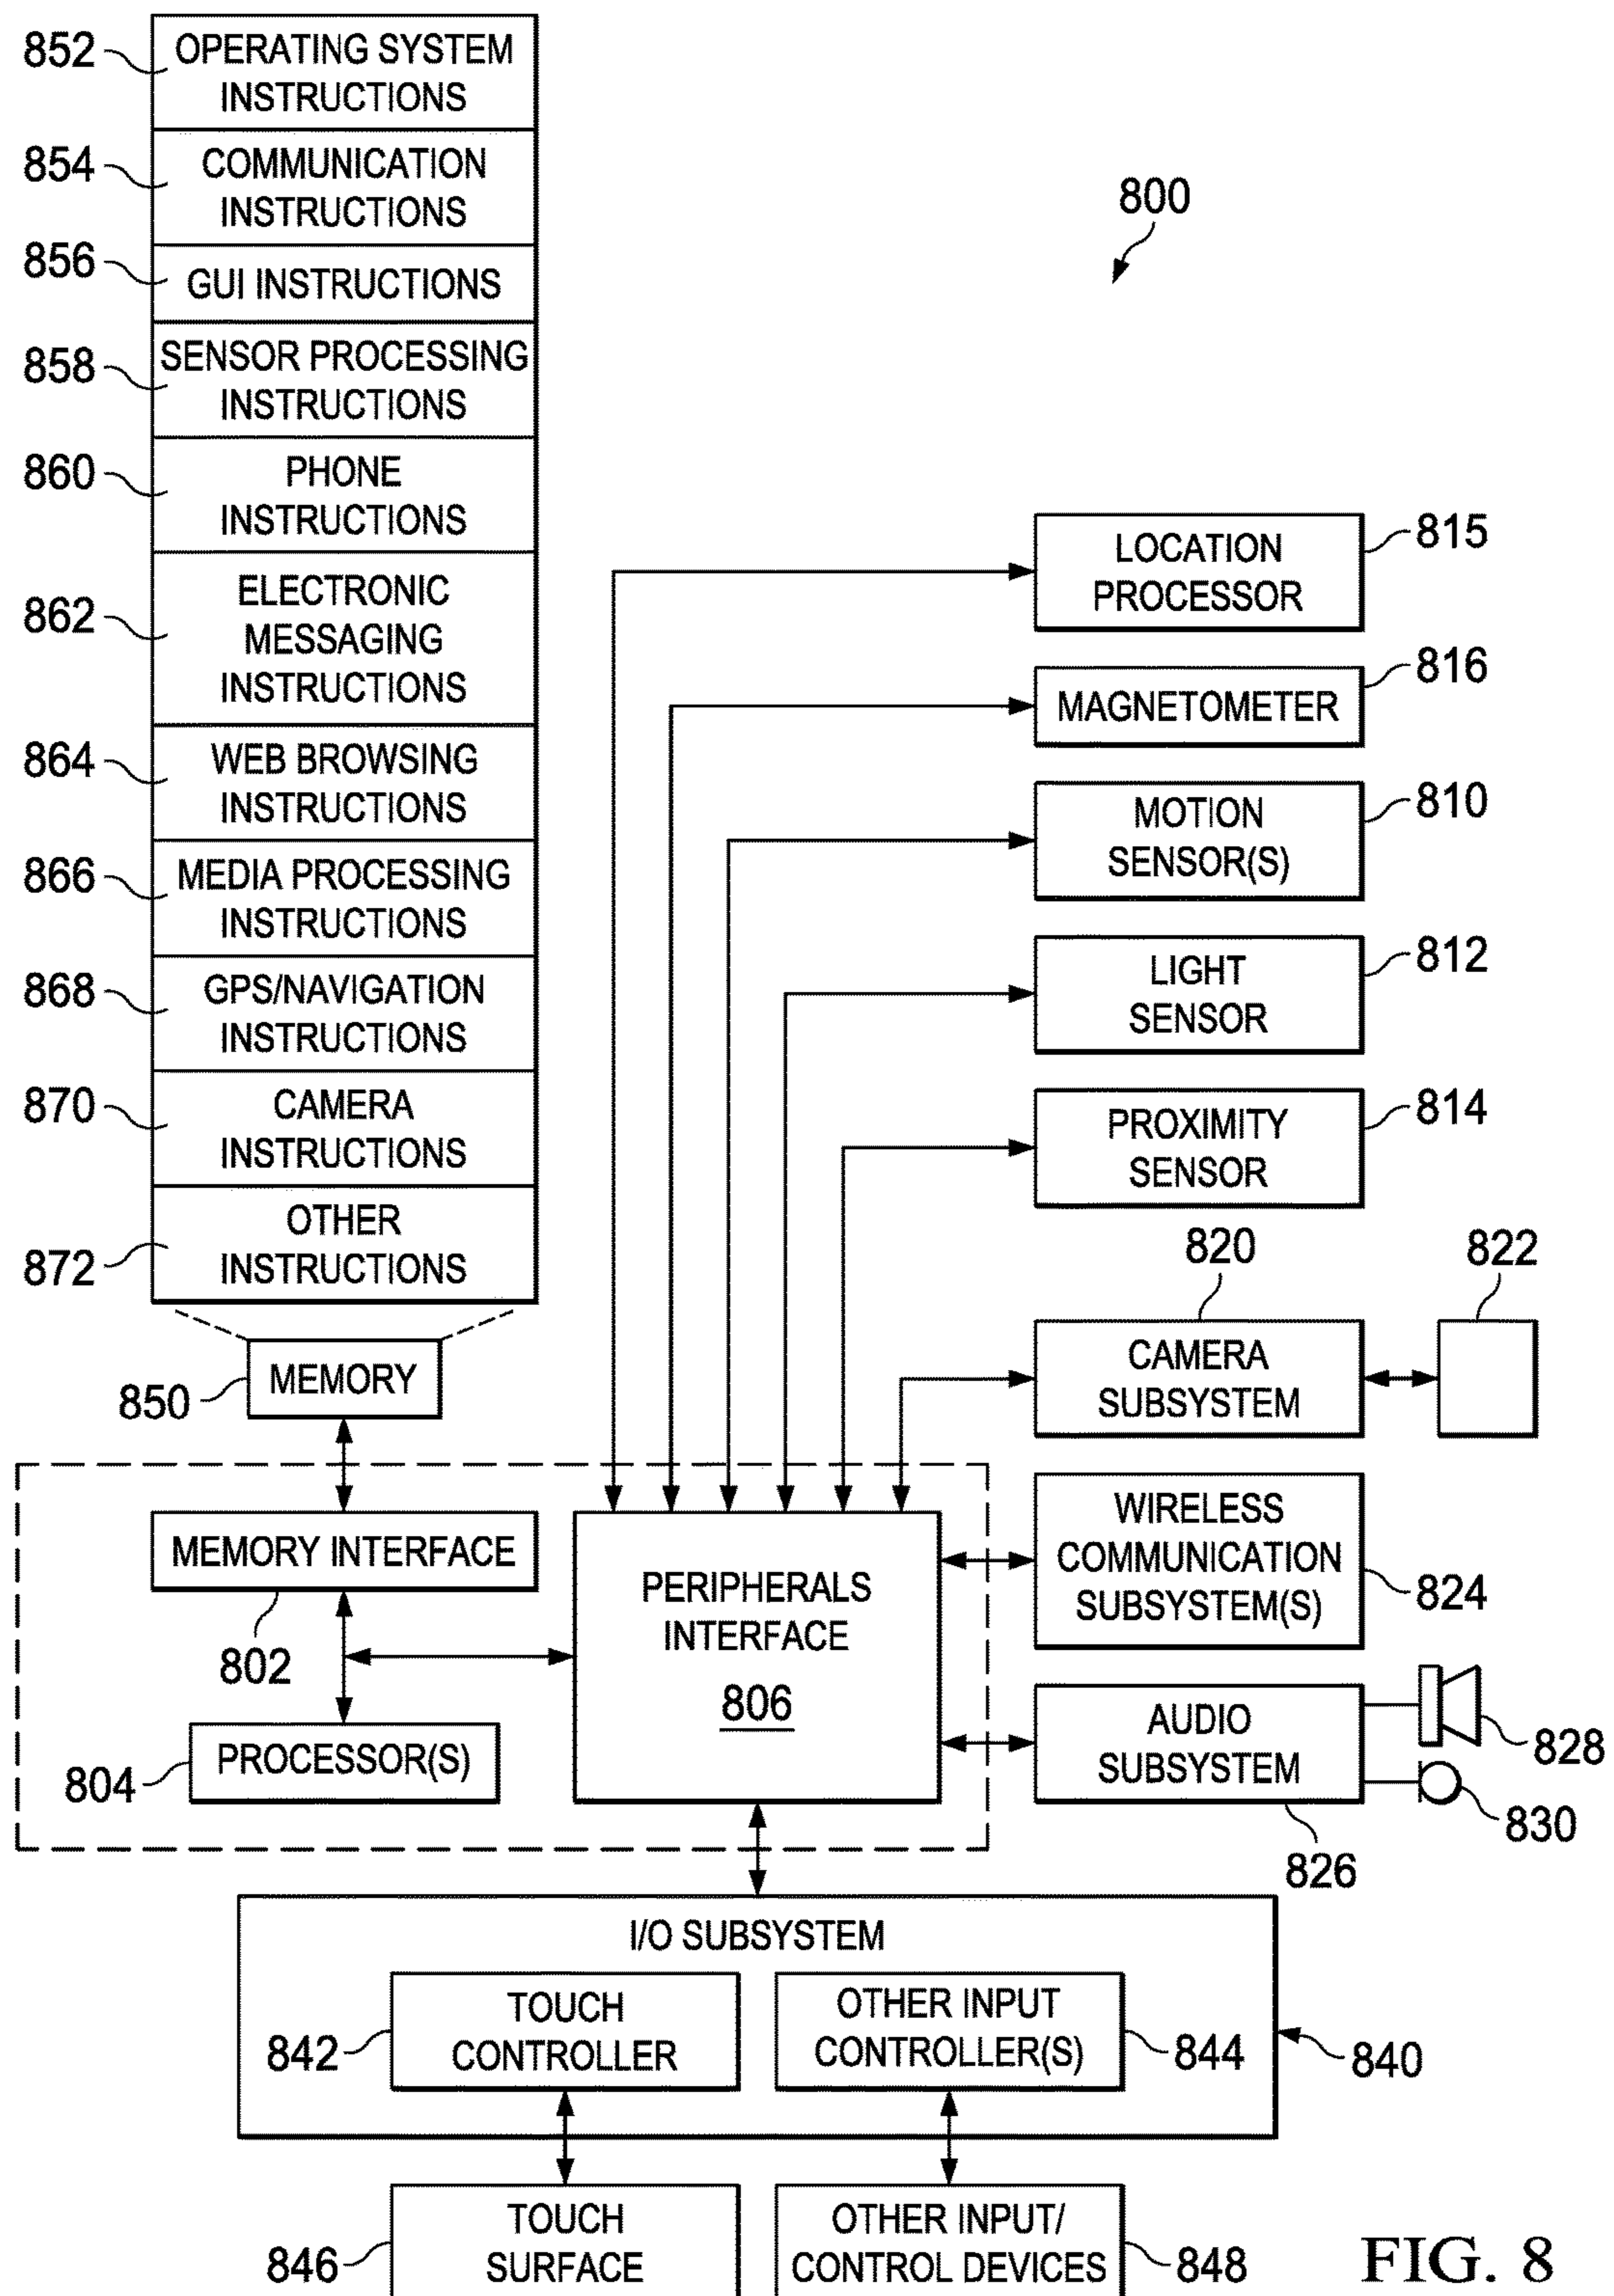 852
OPERATING SYSTEM
INSTRUCTIONS
854
COMMUNICATION
INSTRUCTIONS
856
GUI INSTRUCTIONS
858
SENSOR PROCESSING
INSTRUCTIONS
860
PHONE
INSTRUCTIONS
862
ELECTRONIC
MESSAGING
INSTRUCTIONS
864
WEB BROWSING
INSTRUCTIONS
866
MEDIA PROCESSING
INSTRUCTIONS
868
GPS/NAVIGATION
INSTRUCTIONS
870
CAMERA
INSTRUCTIONS
872
OTHER
INSTRUCTIONS
850
MEMORY
800
LOCATION
PROCESSOR
815
MAGNETOMETER
816
MOTION
SENSOR(S)
810
LIGHT
SENSOR
812
PROXIMITY
SENSOR
814
820
CAMERA
SUBSYSTEM
822
MEMORY INTERFACE
802
PROCESSOR(S)
804
PERIPHERALS
INTERFACE
806
WIRELESS
COMMUNICATION
SUBSYSTEM(S)
824
AUDIO
SUBSYSTEM
826
828
830
I/O SUBSYSTEM
840
842
TOUCH
CONTROLLER
OTHER INPUT
CONTROLLER(S)
844
846
TOUCH
SURFACE
OTHER INPUT/
CONTROL DEVICES
848
FIG. 8